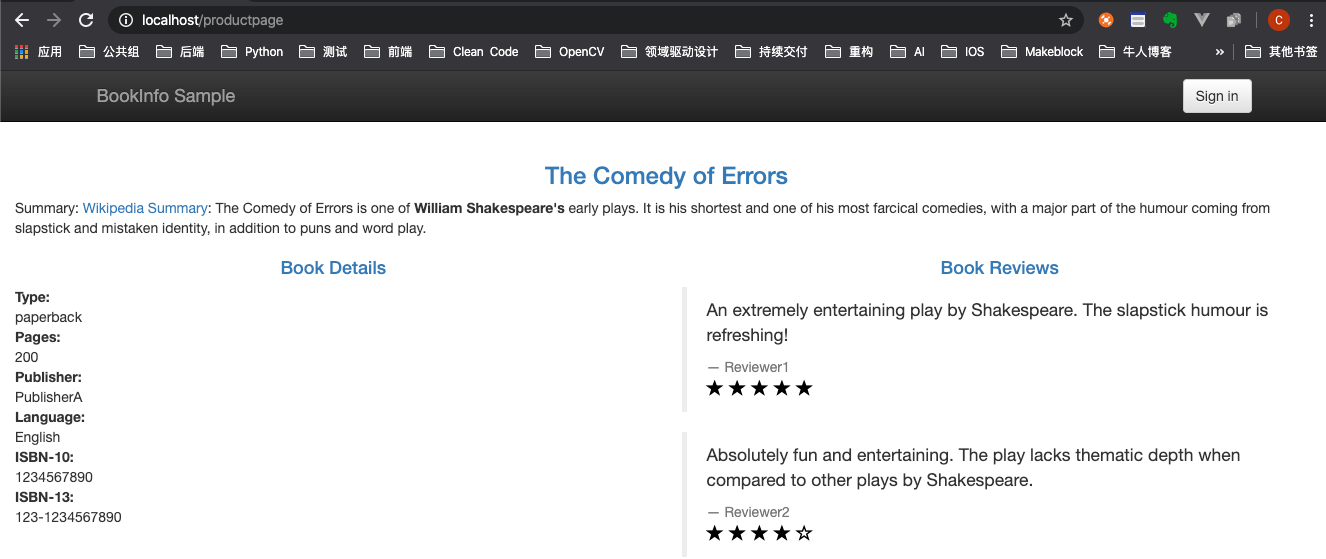 localhost/productpage
C
应用 公共组 后端 Python 测试 前端 Clean Code OpenCV 领域驱动设计 持续交付 重构 AI IOS Makeblock 牛人博客 » 其他书签
BookInfo Sample Sign in
The Comedy of Errors
Summary: Wikipedia Summary: The Comedy of Errors is one of William Shakespeare's early plays. It is his shortest and one of his most farcical comedies, with a major part of the humour coming from
slapstick and mistaken identity, in addition to puns and word play.
Book Details
Type:
paperback
Pages:
200
Publisher:
PublisherA
Language:
English
ISBN-10:
1234567890
ISBN-13:
123-1234567890
Book Reviews
An extremely entertaining play by Shakespeare. The slapstick humour is
refreshing!
— Reviewer1
★★★★★
Absolutely fun and entertaining. The play lacks thematic depth when
compared to other plays by Shakespeare.
— Reviewer2
★★★★☆